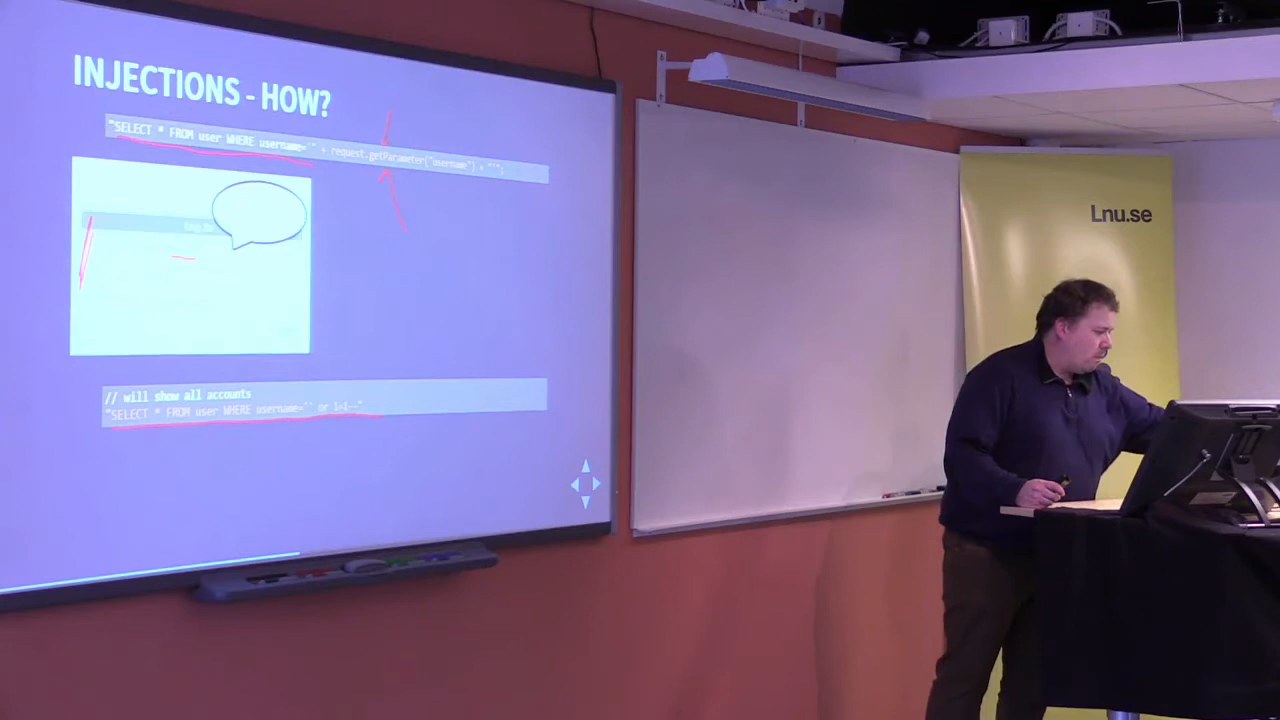 INJECTIONS - HOW?
"SELECT * FROM user WHERE username='" + request.getParameter("username") + "'";
// will show all accounts
"SELECT * FROM user WHERE username='' or 1=1--"
Lnu.se